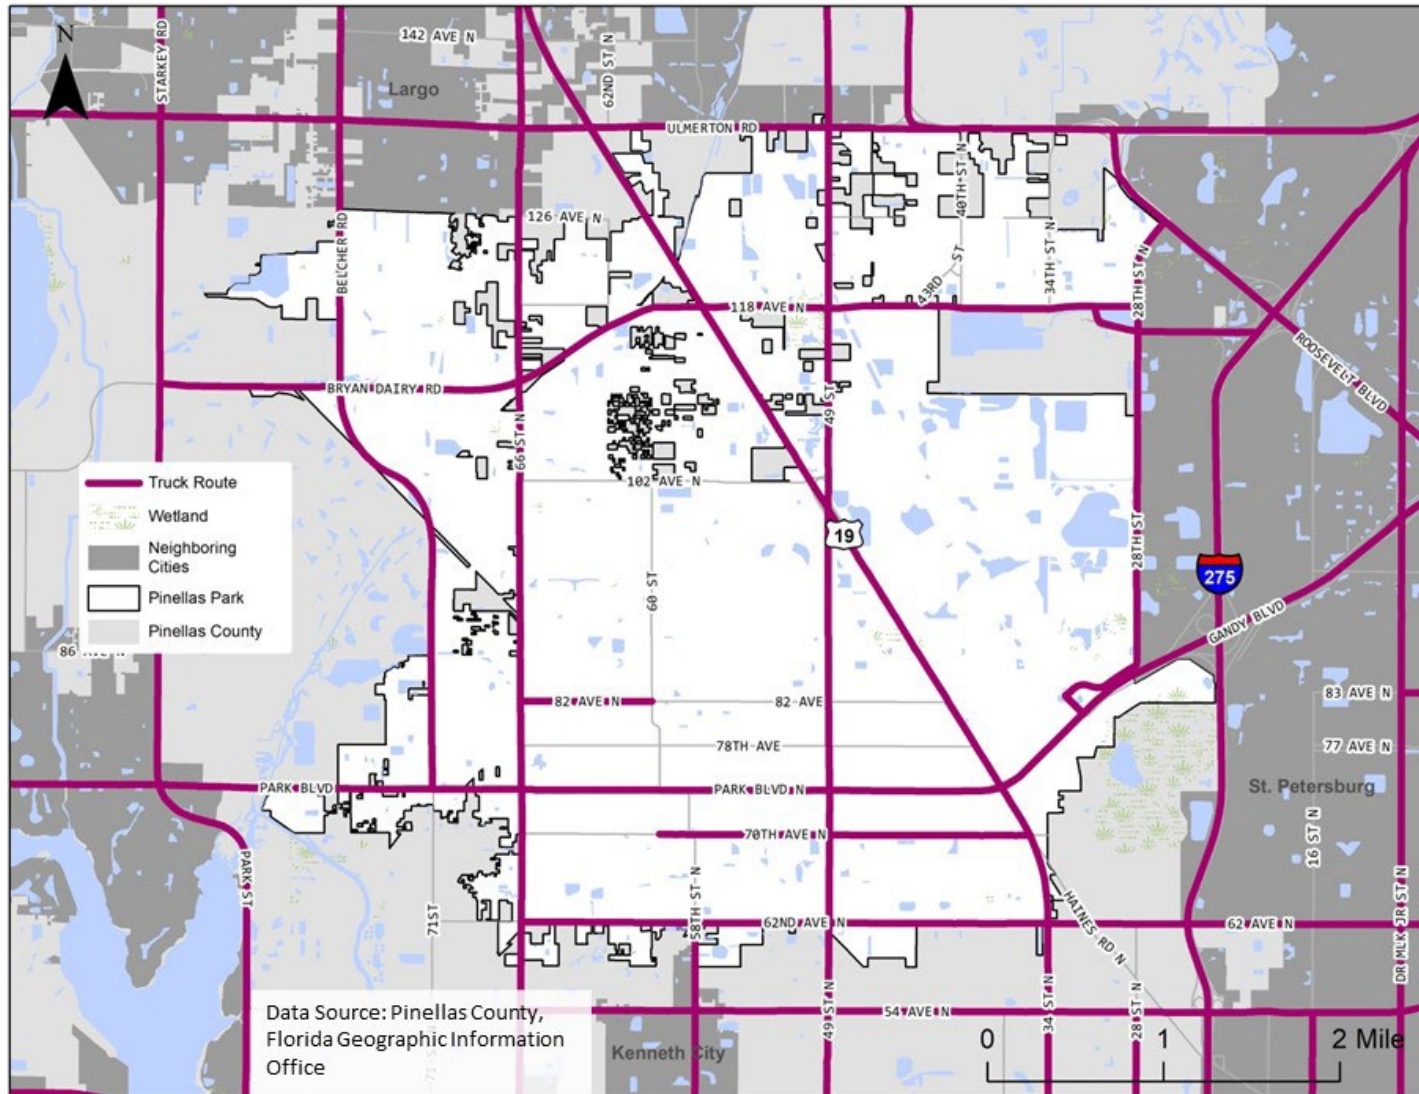 N
STARKEY RD
142 AVE N
62ND ST N
Largo
ULMERTON RD
40TH ST N
126 AVE N
BELCHER RD
34TH ST N
43RD ST
28TH ST N
118 AVE N
ROOSEVELT BLVD
BRYAN DAIRY RD
49 ST
66 ST N
102 AVE N
Truck Route
Wetland
Neighboring
Cities
Pinellas Park
Pinellas County
19
28TH ST
275
60 ST
GANDY BLVD
86 AVE N
82 AVE N
82 AVE
83 AVE N
78TH AVE
77 AVE N
PARK BLVD
PARK BLVD N
St. Petersburg
70TH AVE N
16 ST N
PARK ST
71ST
58TH ST N
62ND AVE N
HAINES RD N
62 AVE N
DR MLK JR ST N
Data Source: Pinellas County,
Florida Geographic Information
Office
71 ST N
49 ST N
54 AVE N
34 ST N
28 ST N
Kenneth City
0 1 2 Mile